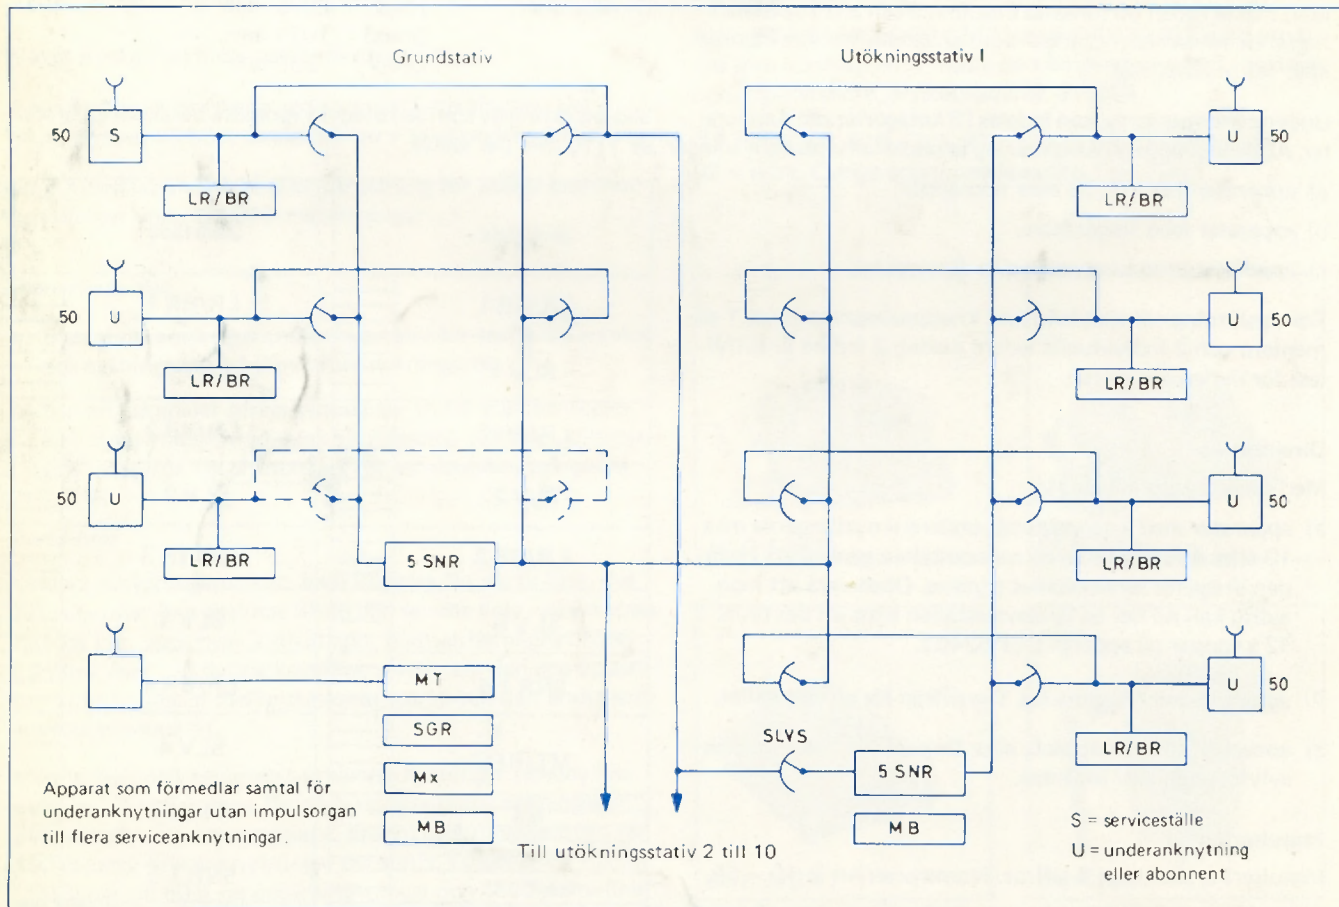 Grundstativ
Utökningsstativ I
50 S
U 50
LR/BR
LR/BR
50 U
U 50
LR/BR
LR/BR
50 U
U 50
LR/BR
5 SNR
LR/BR
MT
U 50
SGR
SLVS
LR/BR
Mx
5 SNR
MB
MB
Apparat som förmedlar samtal för
underanknytningar utan impulsorgan
till flera serviceanknytningar.
Till utökningsstativ 2 till 10
S = serviceställe
U = underanknytning
eller abonnent